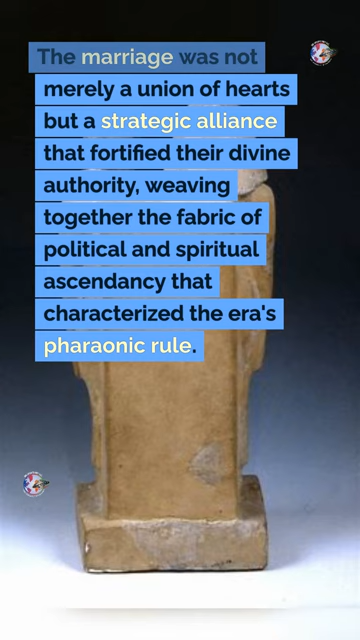 The marriage was not
merely a union of hearts
but a strategic alliance
that fortified their divine
authority, weaving
together the fabric of
political and spiritual
ascendancy that
characterized the era's
pharaonic rule.